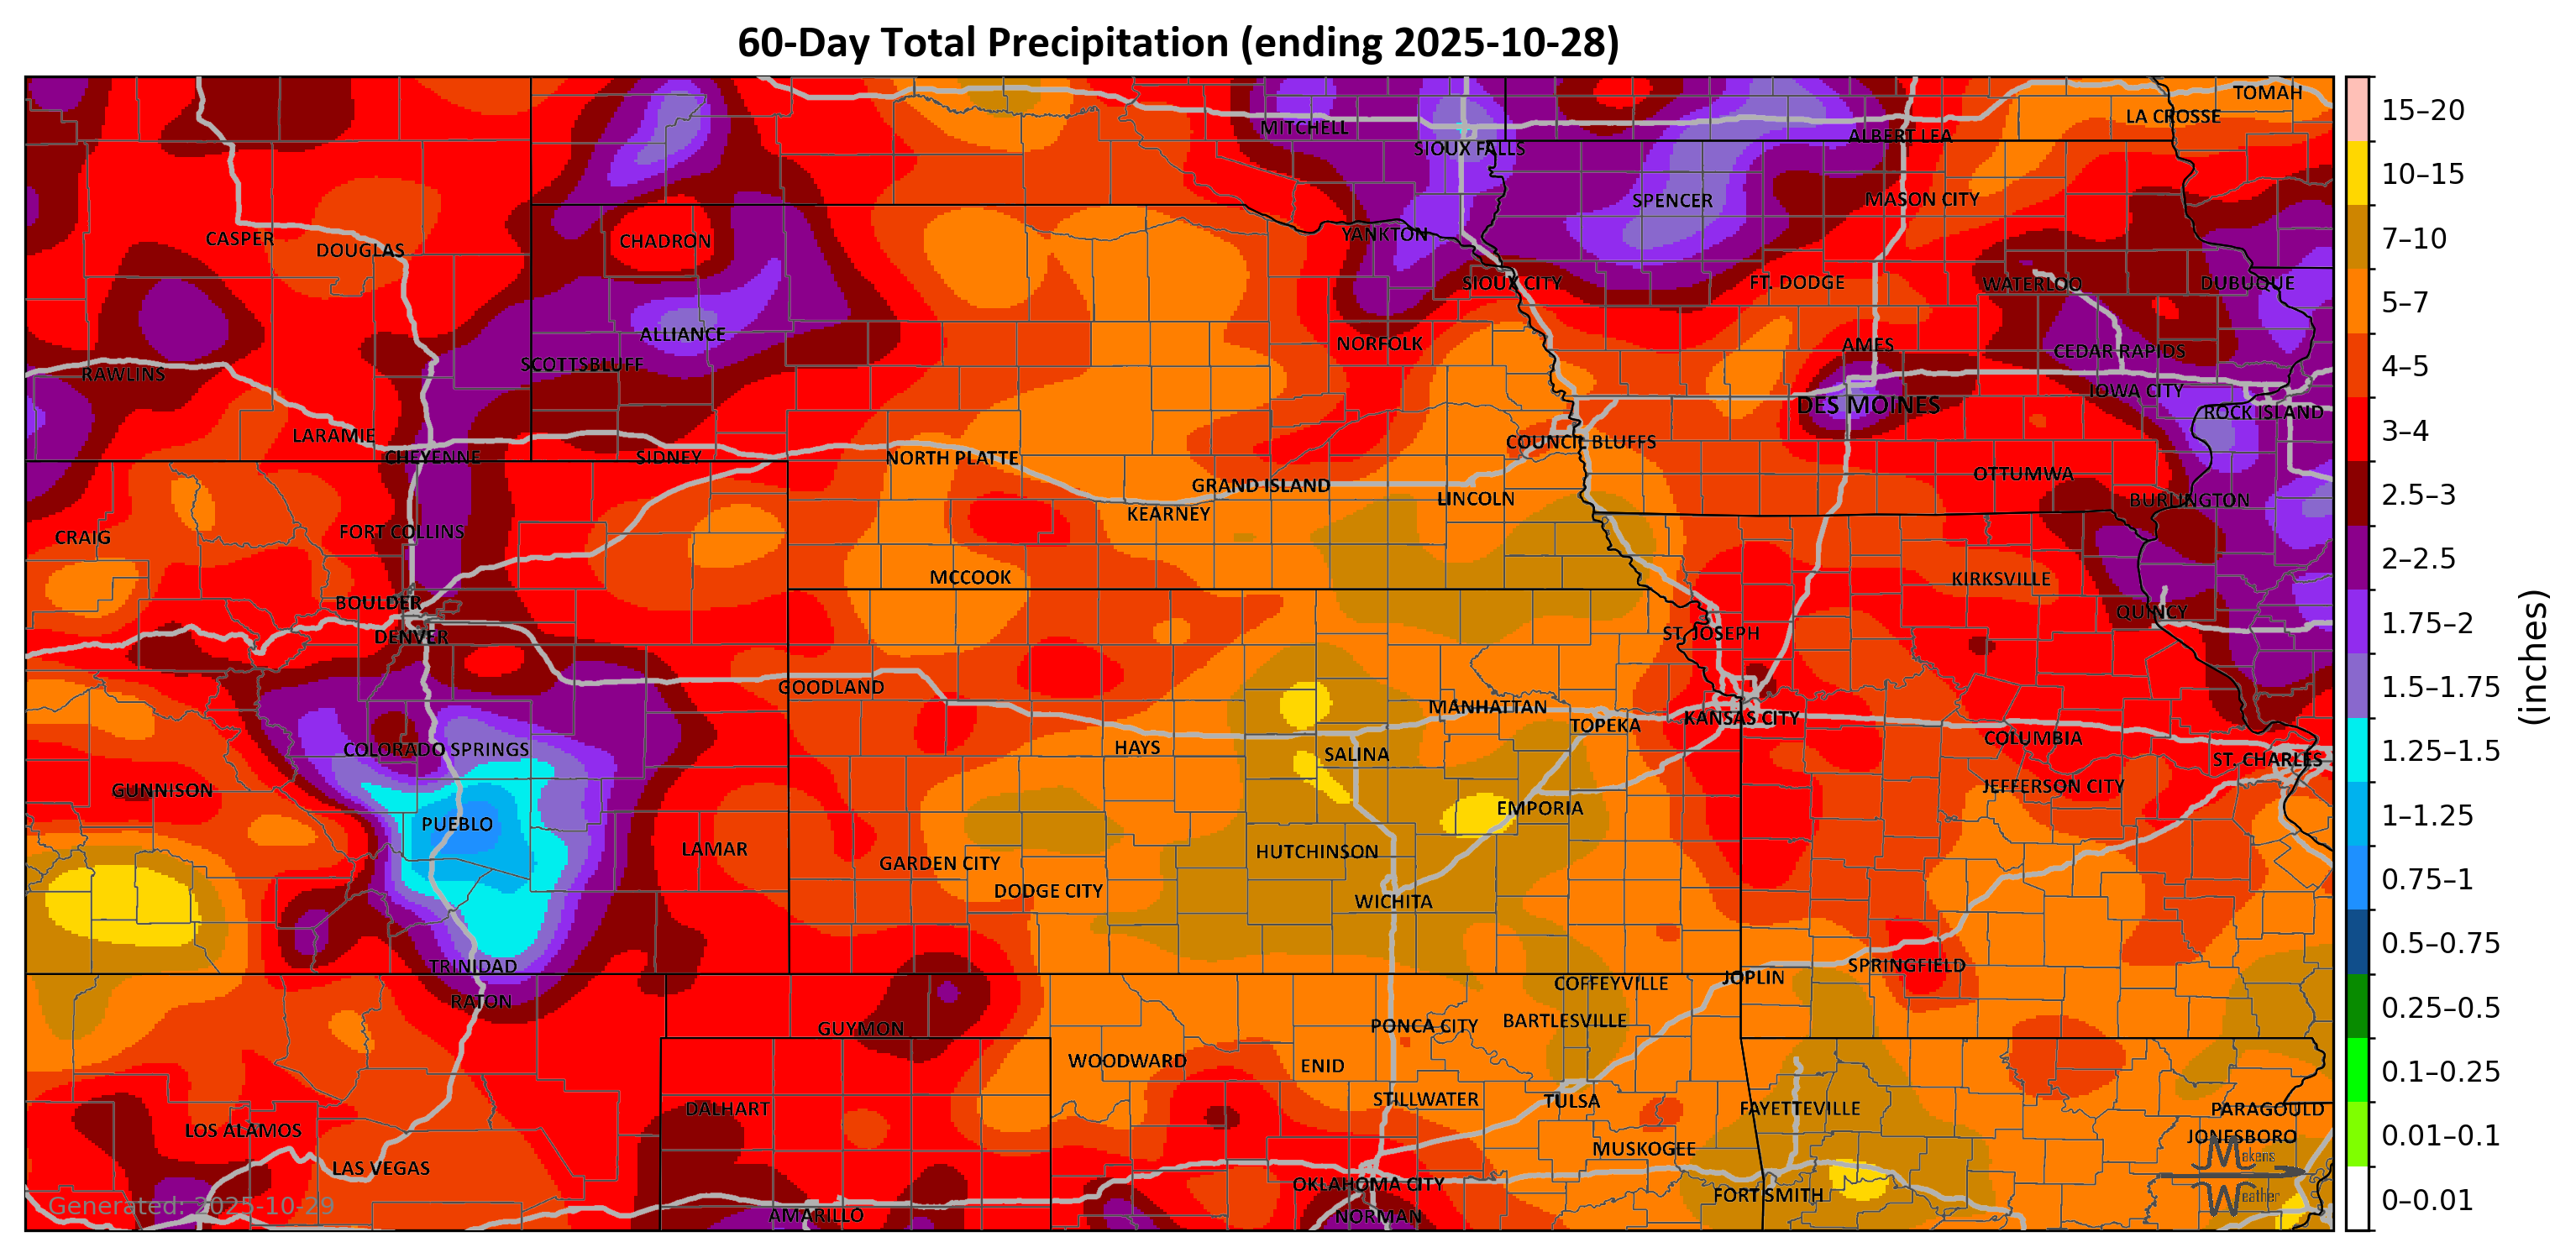 60-Day Total Precipitation (ending 2025-10-28)
TOMAH
LA CROSSE
MITCHELL
ALBERT LEA
SIOUX FALLS
SPENCER
MASON CITY
YANKTON
CASPER
CHADRON
DOUGLAS
SIOUX CITY
FT. DODGE
WATERLOO
DUBUQUE
ALLIANCE
NORFOLK
AMES
CEDAR RAPIDS
SCOTTSBLUFF
RAWLINS
IOWA CITY
DES MOINES
ROCK ISLAND
LARAMIE
COUNCIL BLUFFS
CHEYENNE
SIDNEY
NORTH PLATTE
OTTUMWA
GRAND ISLAND
LINCOLN
BURLINGTON
KEARNEY
FORT COLLINS
CRAIG
MCCOOK
KIRKSVILLE
BOULDER
QUINCY
DENVER
ST. JOSEPH
GOODLAND
MANHATTAN
KANSAS CITY
TOPEKA
COLUMBIA
HAYS
COLORADO SPRINGS
SALINA
ST. CHARLES
GUNNISON
JEFFERSON CITY
EMPORIA
PUEBLO
LAMAR
HUTCHINSON
GARDEN CITY
DODGE CITY
WICHITA
TRINIDAD
SPRINGFIELD
JOPLIN
COFFEYVILLE
RATON
BARTLESVILLE
PONCA CITY
GUYMON
WOODWARD
ENID
STILLWATER
TULSA
DALHART
FAYETTEVILLE
PARAGOULD
LOS ALAMOS
JONESBORO
MUSKOGEE
LAS VEGAS
OKLAHOMA CITY
FORT SMITH
AMARILLO
NORMAN
Makens
Weather
Generated: 2025-10-29
15–20
10–15
7–10
5–7
4–5
3–4
2.5–3
2–2.5
1.75–2
1.5–1.75
1.25–1.5
1–1.25
0.75–1
0.5–0.75
0.25–0.5
0.1–0.25
0.01–0.1
0–0.01
(inches)